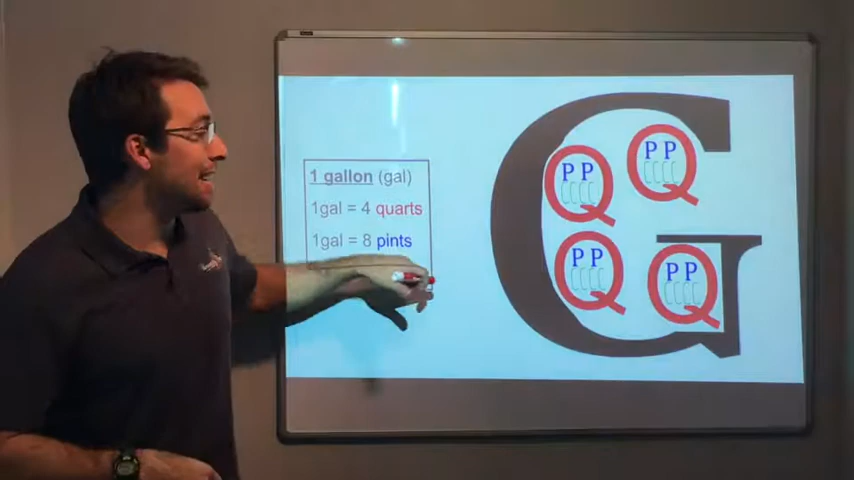 1 gallon (gal)
1gal = 4 quarts
1gal = 8 pints
G
Q
P P
C C C C
Q
P P
C C C C
Q
P P
C C C C
Q
P P
C C C C